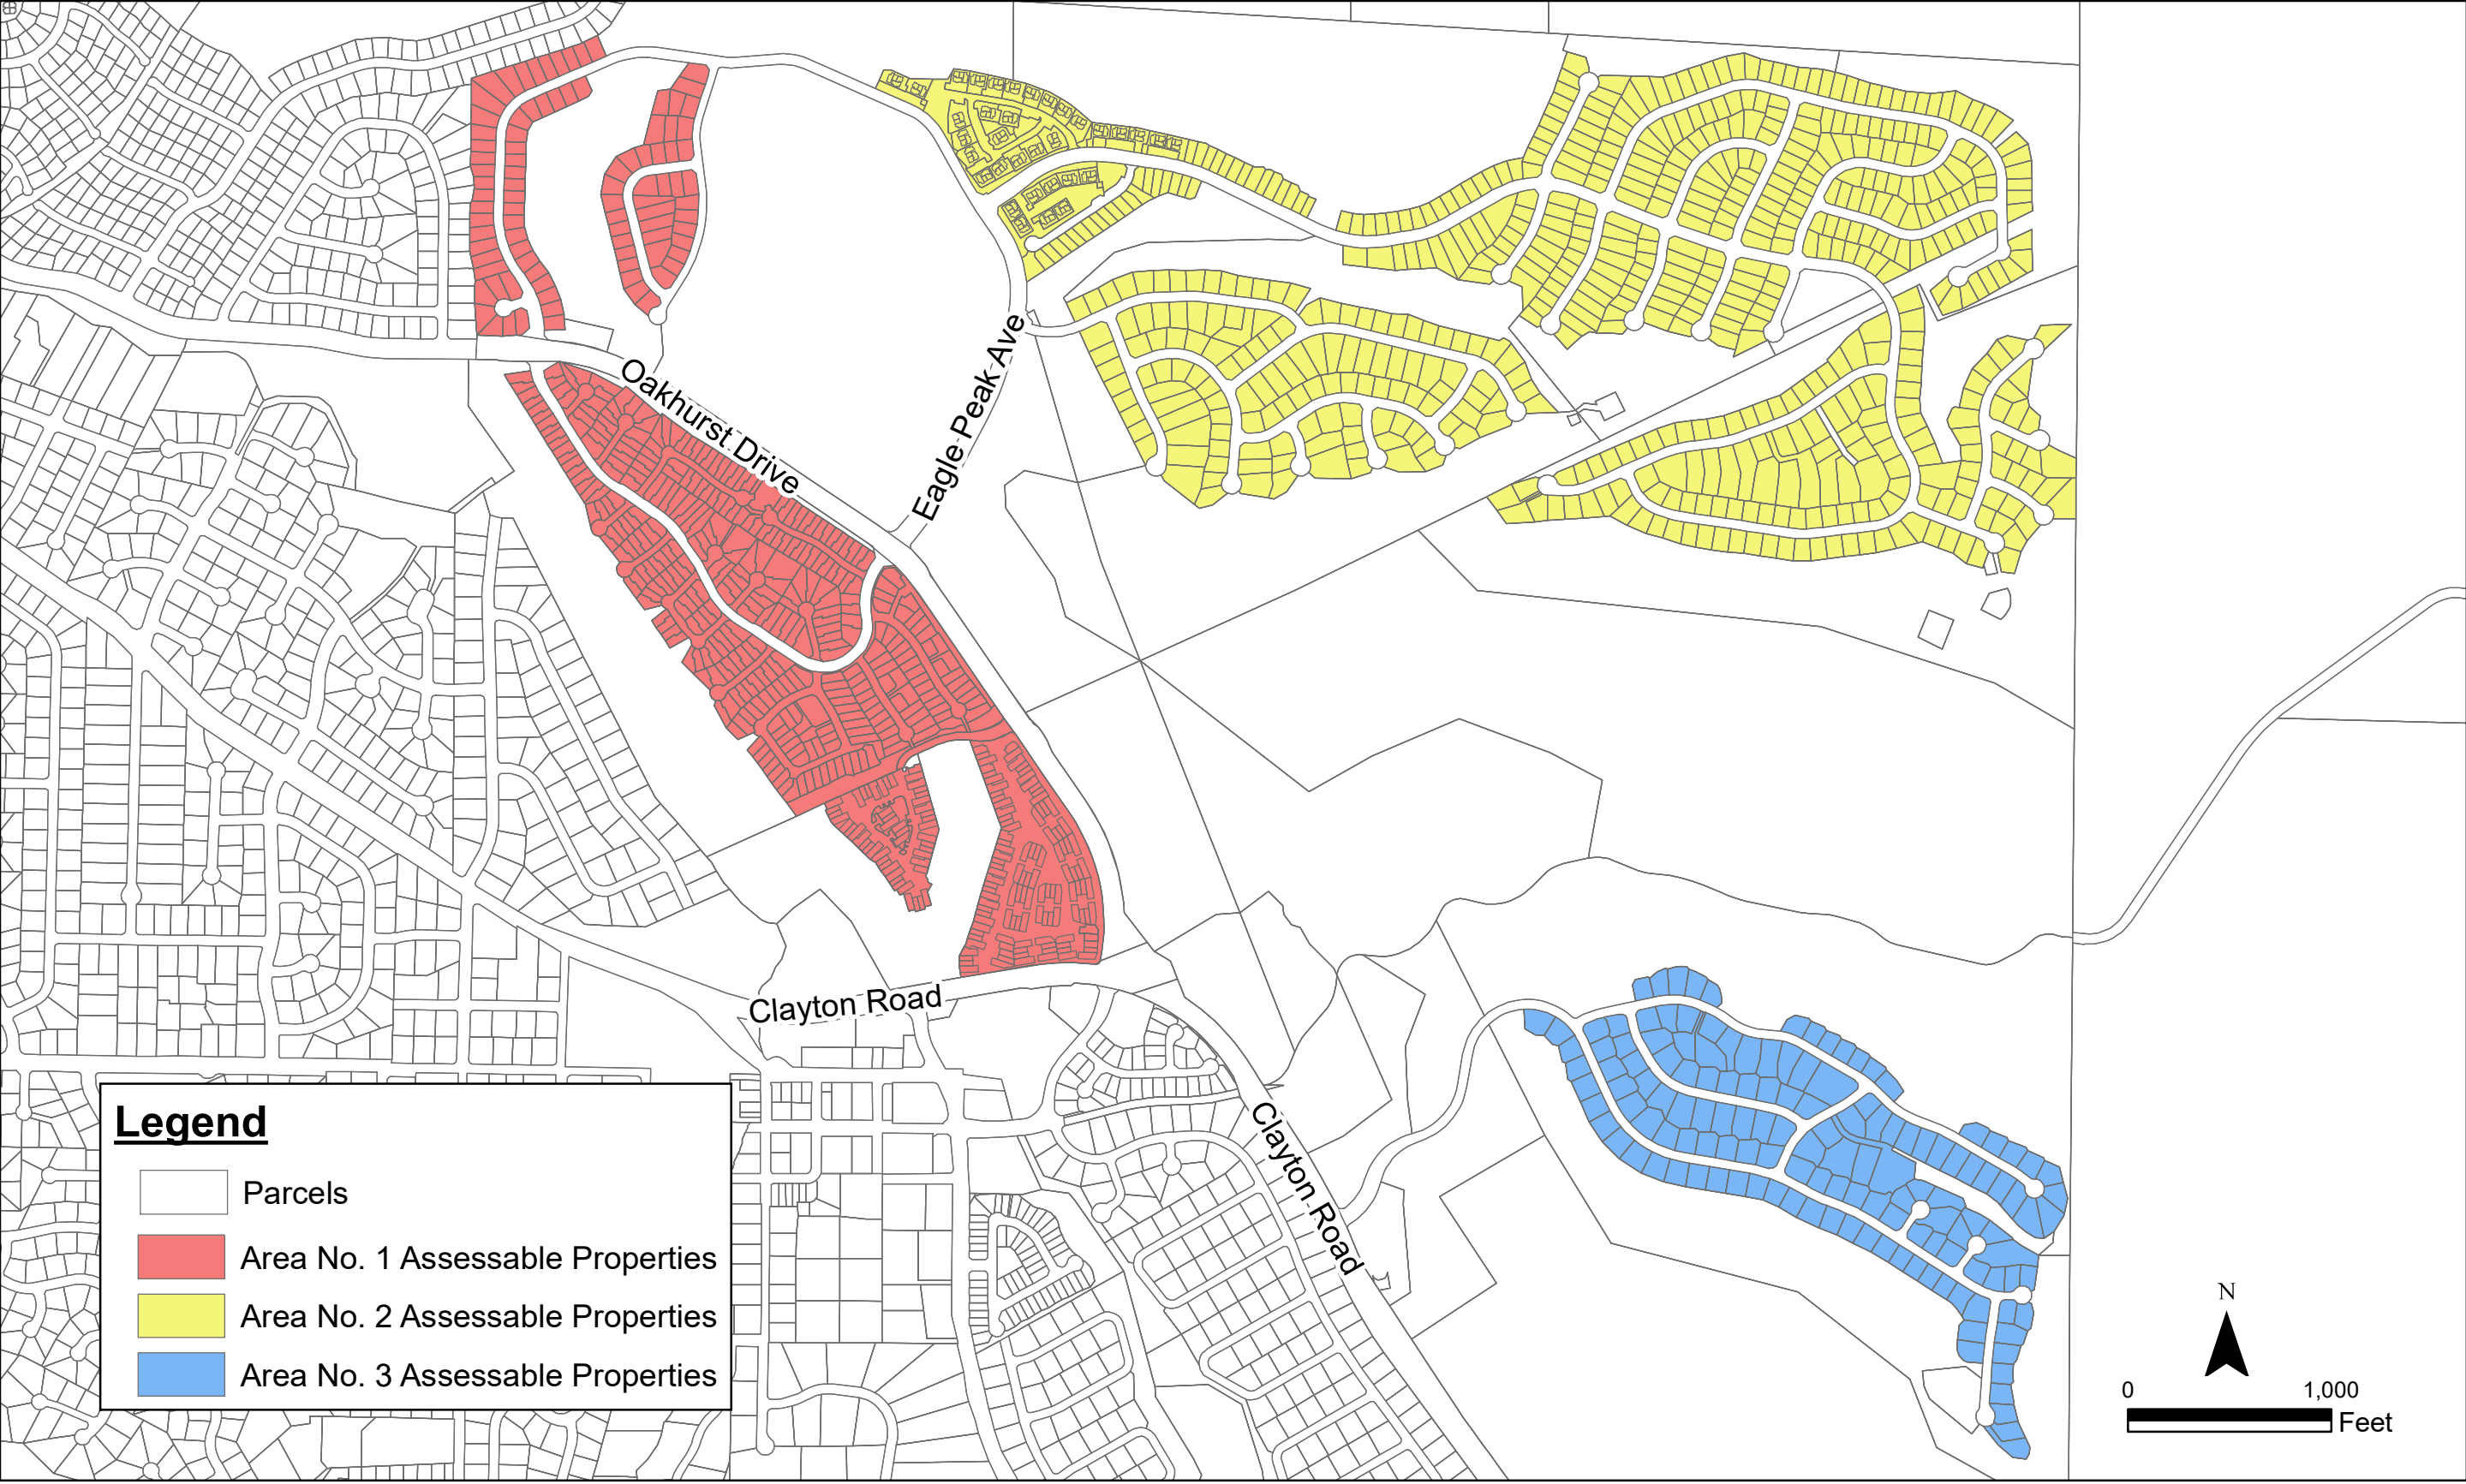 Oakhurst Drive
Eagle Peak Ave
Clayton Road
Clayton Road
Legend
Parcels
Area No. 1 Assessable Properties
Area No. 2 Assessable Properties
Area No. 3 Assessable Properties
N
0 1,000
Feet